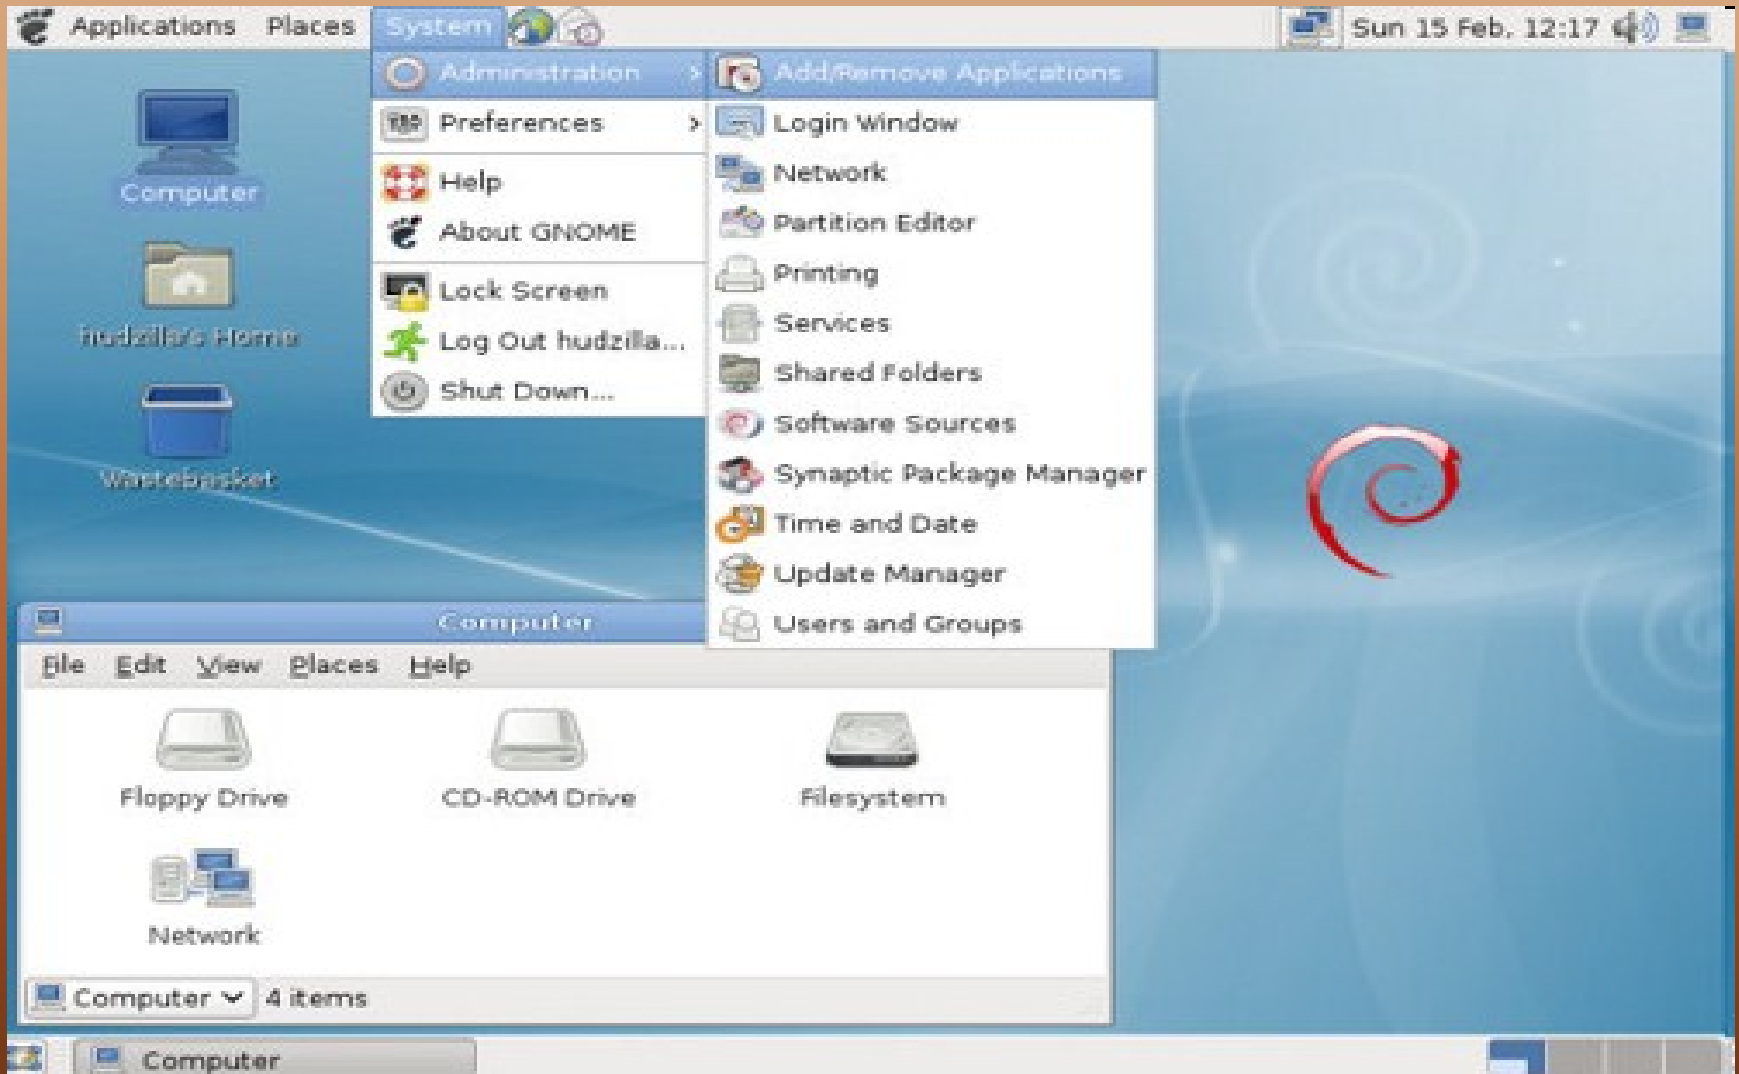 Applications Places System
Sun 15 Feb, 12:17
Administration
Preferences
Help
About GNOME
Lock Screen
Log Out hudzilla...
Shut Down...
Add/Remove Applications
Login Window
Network
Partition Editor
Printing
Services
Shared Folders
Software Sources
Synaptic Package Manager
Time and Date
Update Manager
Users and Groups
Computer
hudzilla's Home
Wastebasket
Computer
File Edit View Places Help
Floppy Drive
CD-ROM Drive
Filesystem
Network
Computer 4 items
Computer